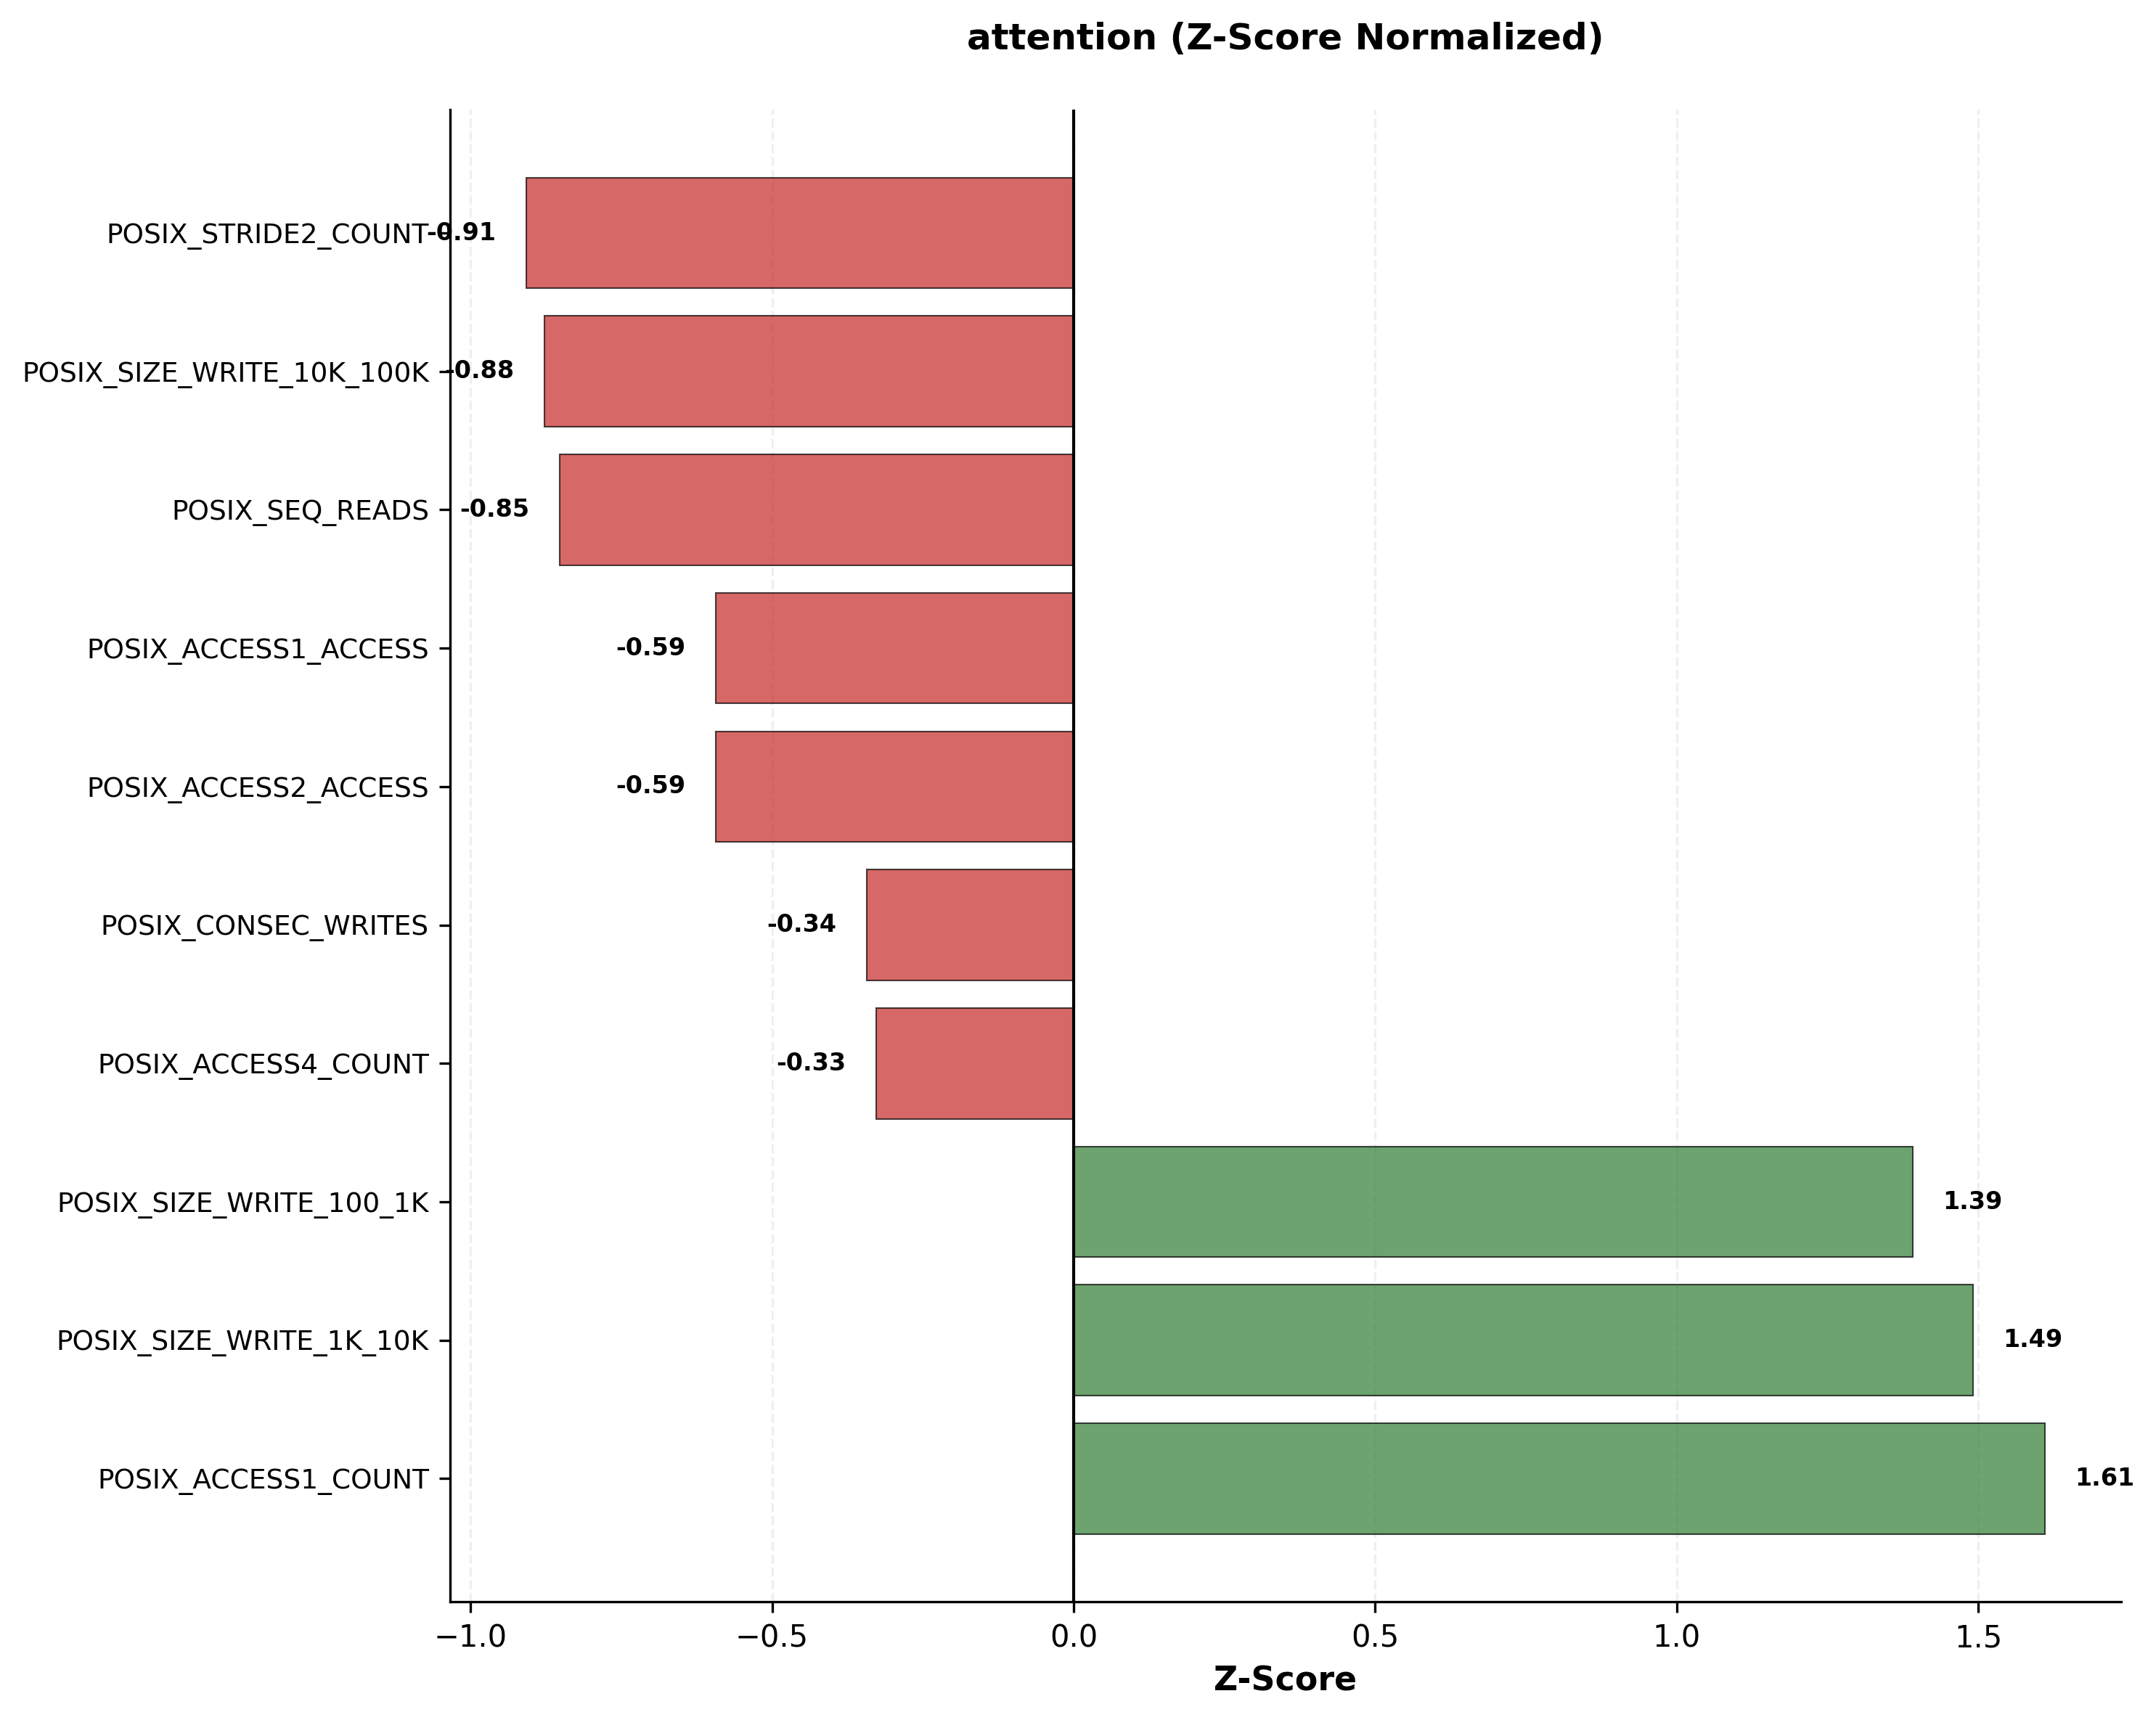 attention (Z-Score Normalized)
POSIX_STRIDE2_COUNT -0.91
POSIX_SIZE_WRITE_10K_100K -0.88
POSIX_SEQ_READS -0.85
POSIX_ACCESS1_ACCESS -0.59
POSIX_ACCESS2_ACCESS -0.59
POSIX_CONSEC_WRITES -0.34
POSIX_ACCESS4_COUNT -0.33
POSIX_SIZE_WRITE_100_1K 1.39
POSIX_SIZE_WRITE_1K_10K 1.49
POSIX_ACCESS1_COUNT 1.61
−1.0 −0.5 0.0 0.5 1.0 1.5
Z-Score